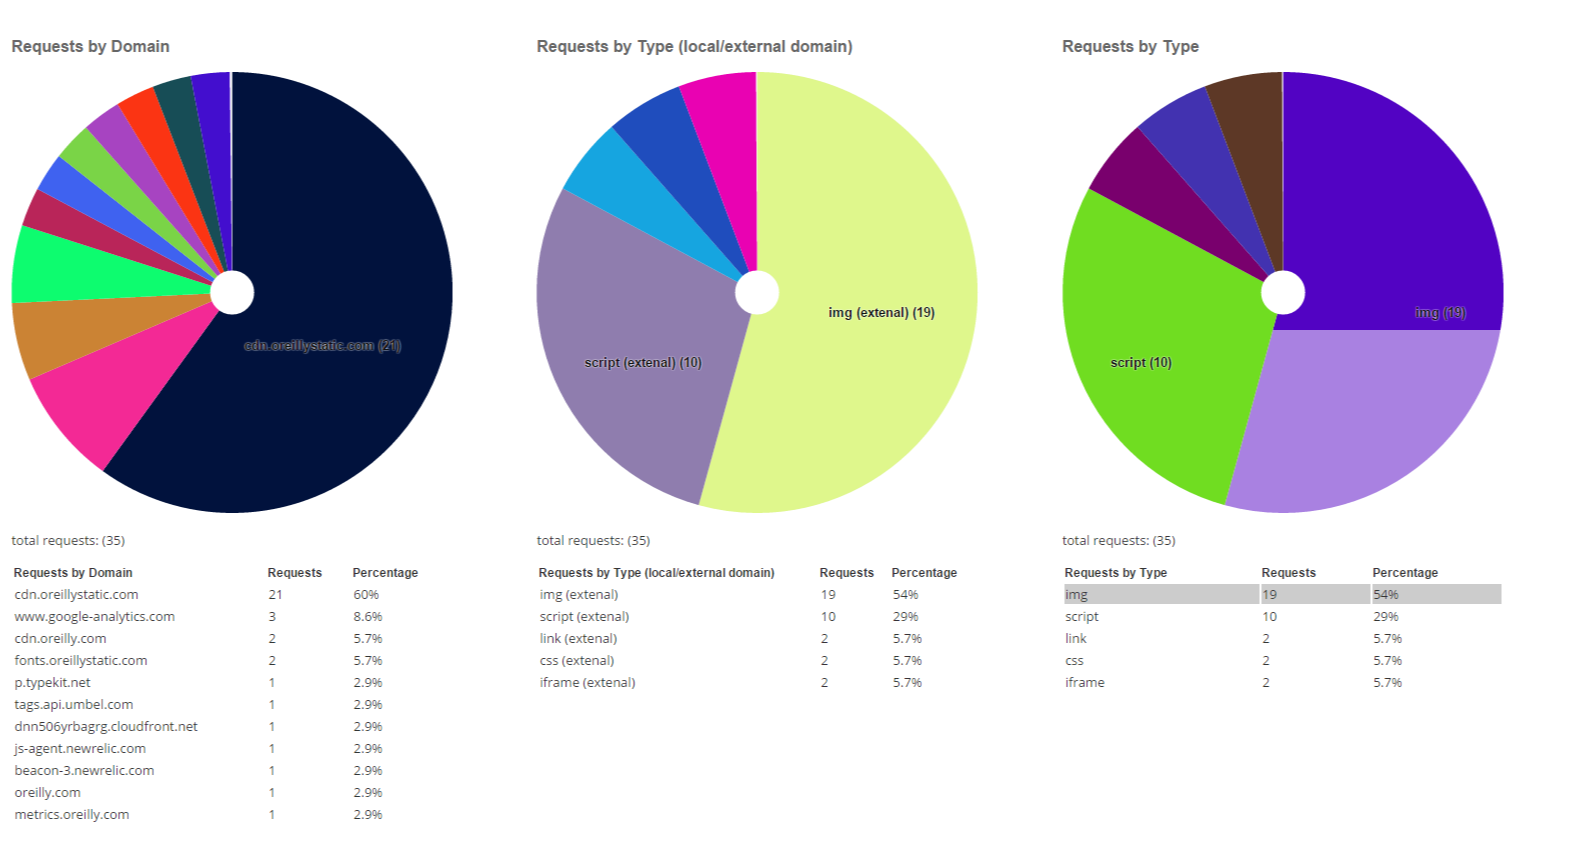 Requests by Domain
cdn.oreillystatic.com (21)
total requests: (35)
Requests by Domain Requests Percentage
cdn.oreillystatic.com 21 60%
www.google-analytics.com 3 8.6%
cdn.oreilly.com 2 5.7%
fonts.oreillystatic.com 2 5.7%
p.typekit.net 1 2.9%
tags.api.umbel.com 1 2.9%
dnn506yrbagrg.cloudfront.net 1 2.9%
js-agent.newrelic.com 1 2.9%
beacon-3.newrelic.com 1 2.9%
oreilly.com 1 2.9%
metrics.oreilly.com 1 2.9%
Requests by Type (local/external domain)
img (extenal) (19)
script (extenal) (10)
total requests: (35)
Requests by Type (local/external domain) Requests Percentage
img (extenal) 19 54%
script (extenal) 10 29%
link (extenal) 2 5.7%
css (extenal) 2 5.7%
iframe (extenal) 2 5.7%
Requests by Type
img (19)
script (10)
total requests: (35)
Requests by Type Requests Percentage
img 19 54%
script 10 29%
link 2 5.7%
css 2 5.7%
iframe 2 5.7%